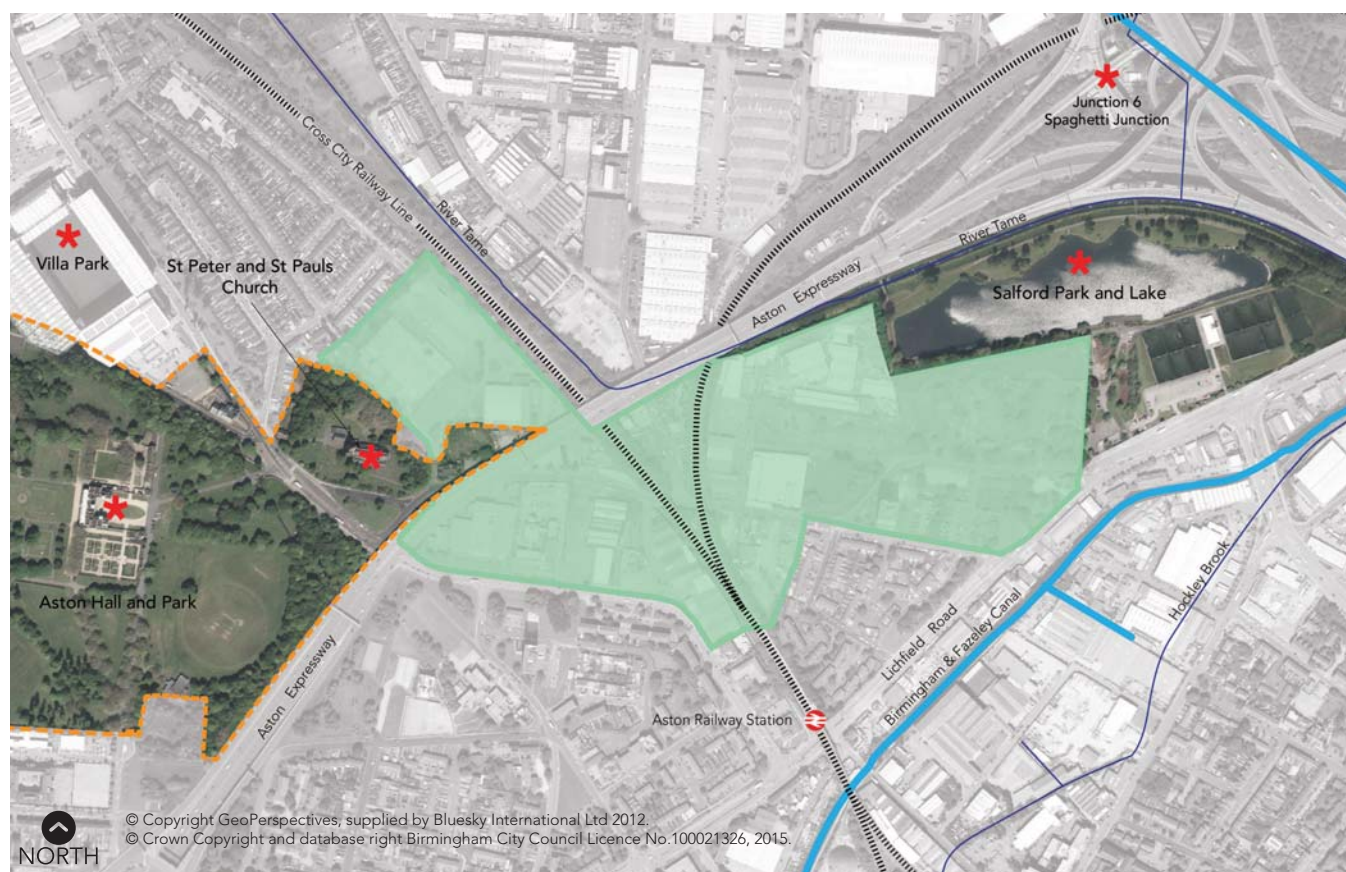 Junction 6
Spaghetti Junction
Cross City Railway Line
River Tame
River Tame
Villa Park
St Peter and St Pauls
Church
Aston Expressway
Salford Park and Lake
Aston Hall and Park
Hockley Brook
Lichfield Road
Birmingham & Fazeley Canal
Aston Expressway
Aston Railway Station
© Copyright GeoPerspectives, supplied by Bluesky International Ltd 2012.
© Crown Copyright and database right Birmingham City Council Licence No.100021326, 2015.
NORTH